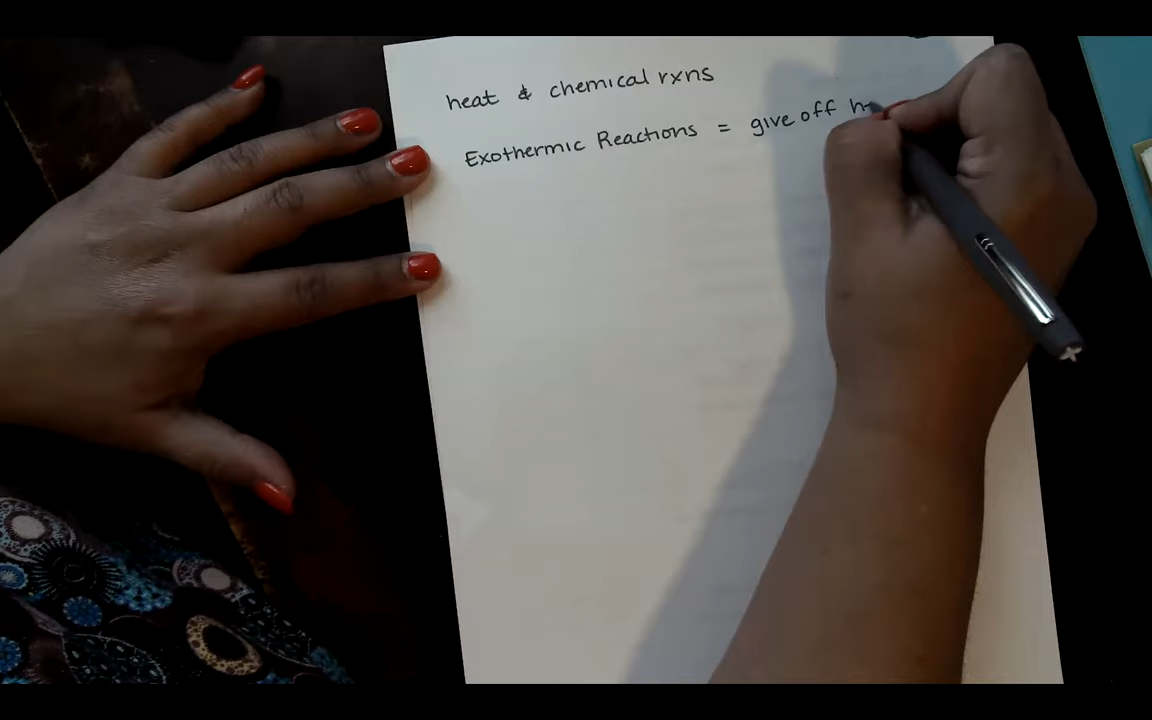 heat & chemical rxns
Exothermic Reactions = give off